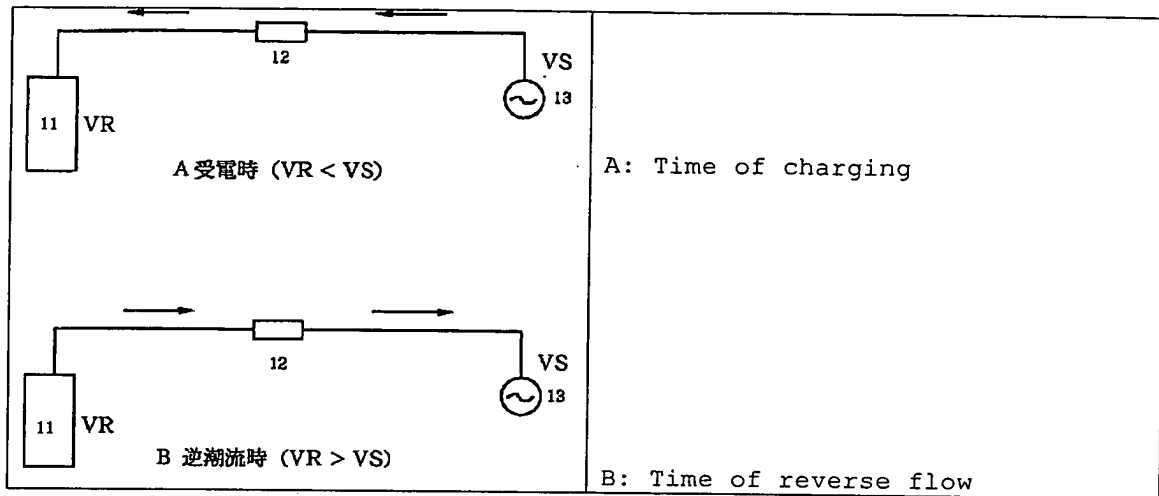 12
VS
13
11 VR
A 受電時 (VR < VS)
A: Time of charging
12
VS
13
11 VR
B 逆潮流時 (VR > VS)
B: Time of reverse flow